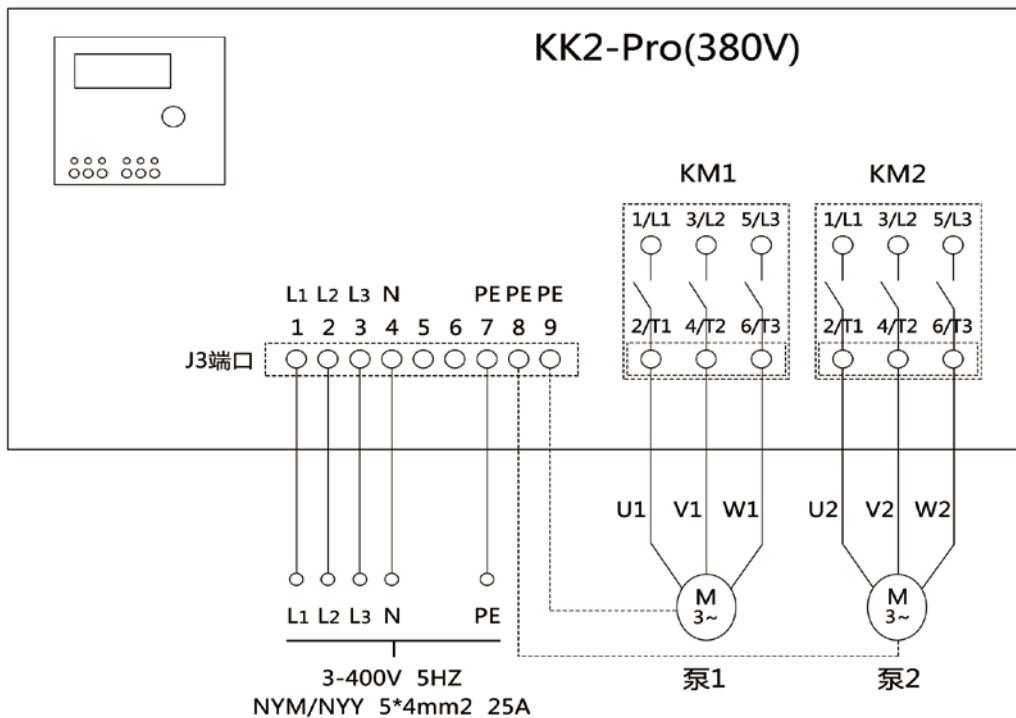 KK2-Pro(380V)
KM1 KM2
1/L1 3/L2 5/L3 1/L1 3/L2 5/L3
L1 L2 L3 N PE PE PE
1 2 3 4 5 6 7 8 9
2/T1 4/T2 6/T3 2/T1 4/T2 6/T3
J3端口
U1 V1 W1 U2 V2 W2
M
3~
M
3~
L1 L2 L3 N PE
泵1 泵2
3-400V 5HZ
NYM/NYY 5*4mm2 25A